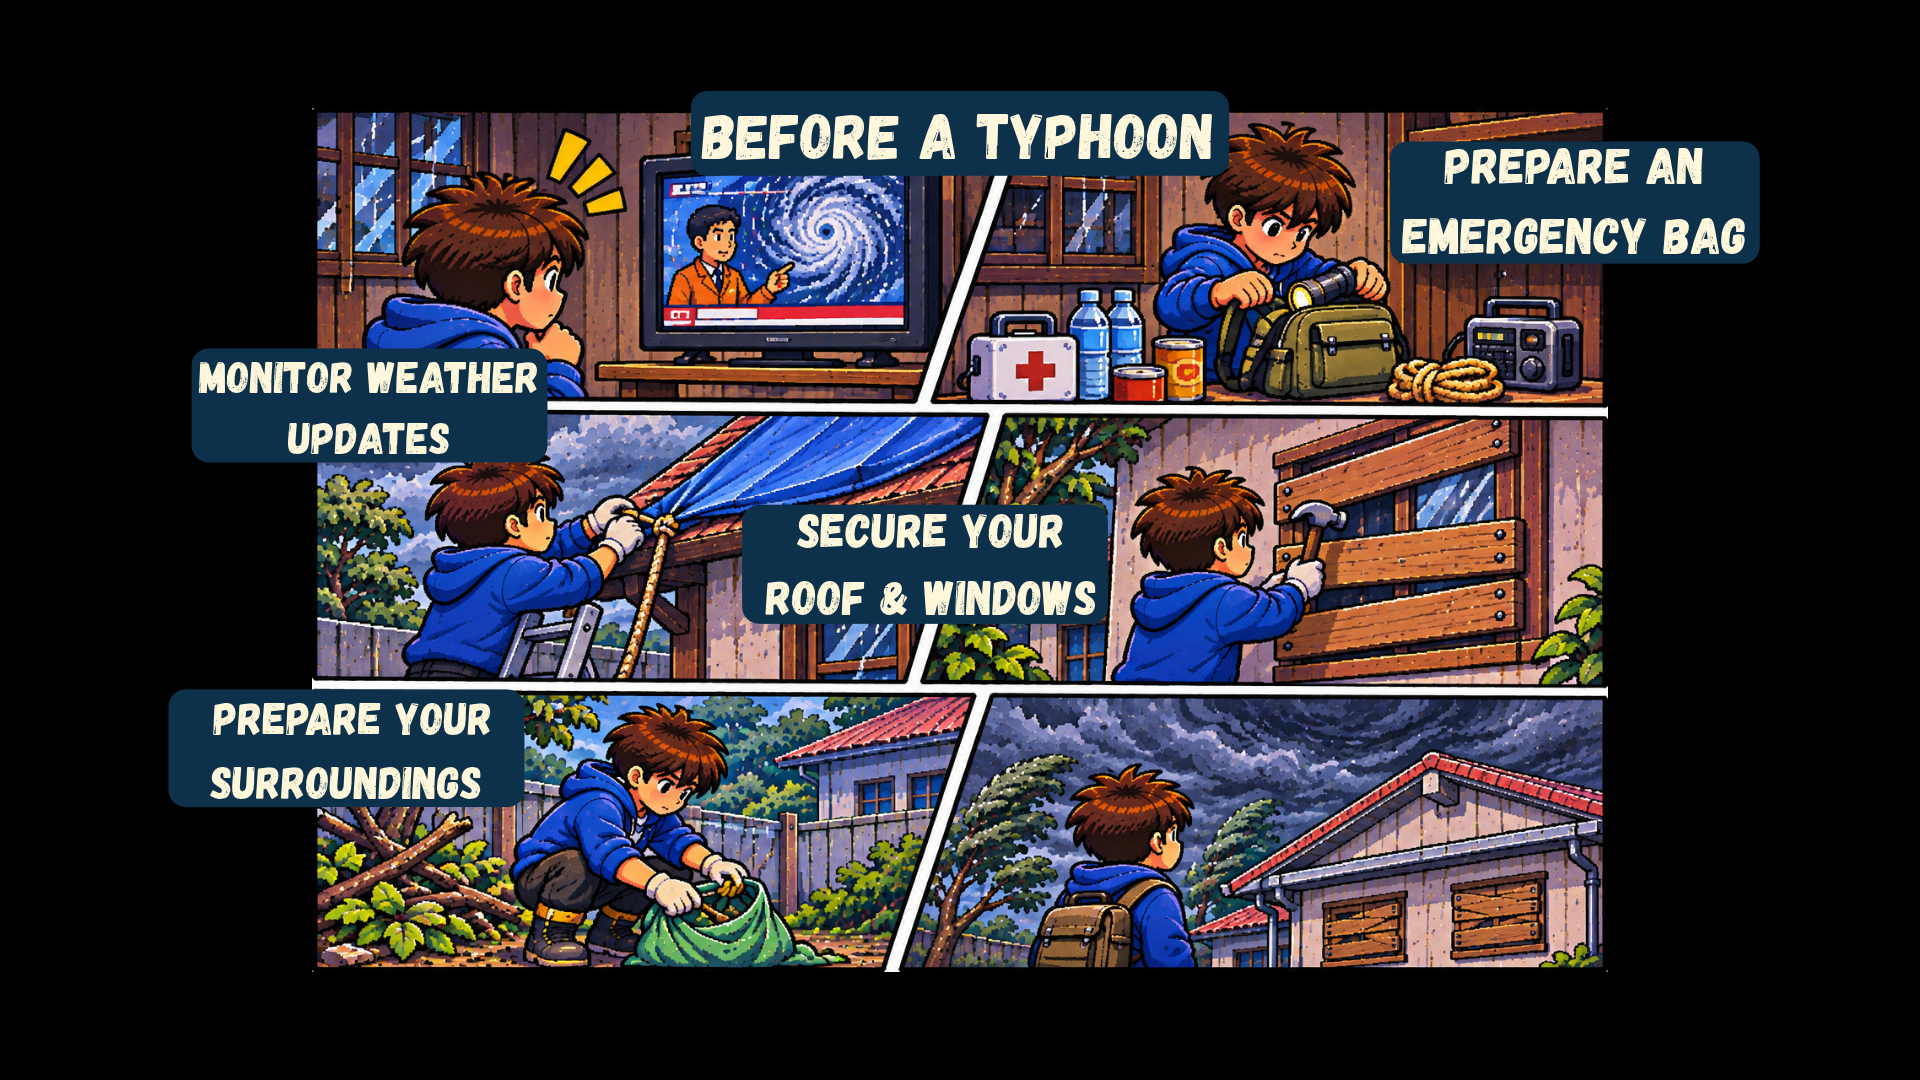 BEFORE A TYPHOON
PREPARE AN
EMERGENCY BAG
MONITOR WEATHER
UPDATES
SECURE YOUR
ROOF & WINDOWS
PREPARE YOUR
SURROUNDINGS